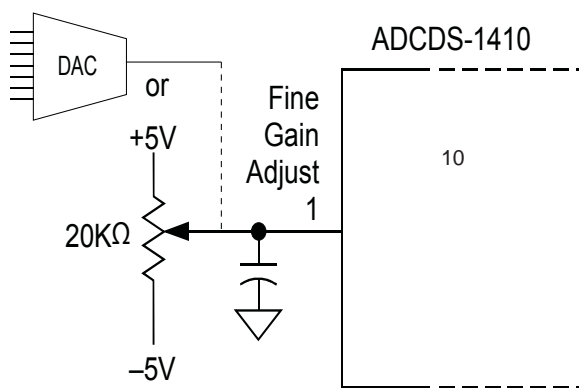 ADCDS-1410
DAC
or
Fine
Gain
Adjust
1
+5V
10
20KΩ
–5V